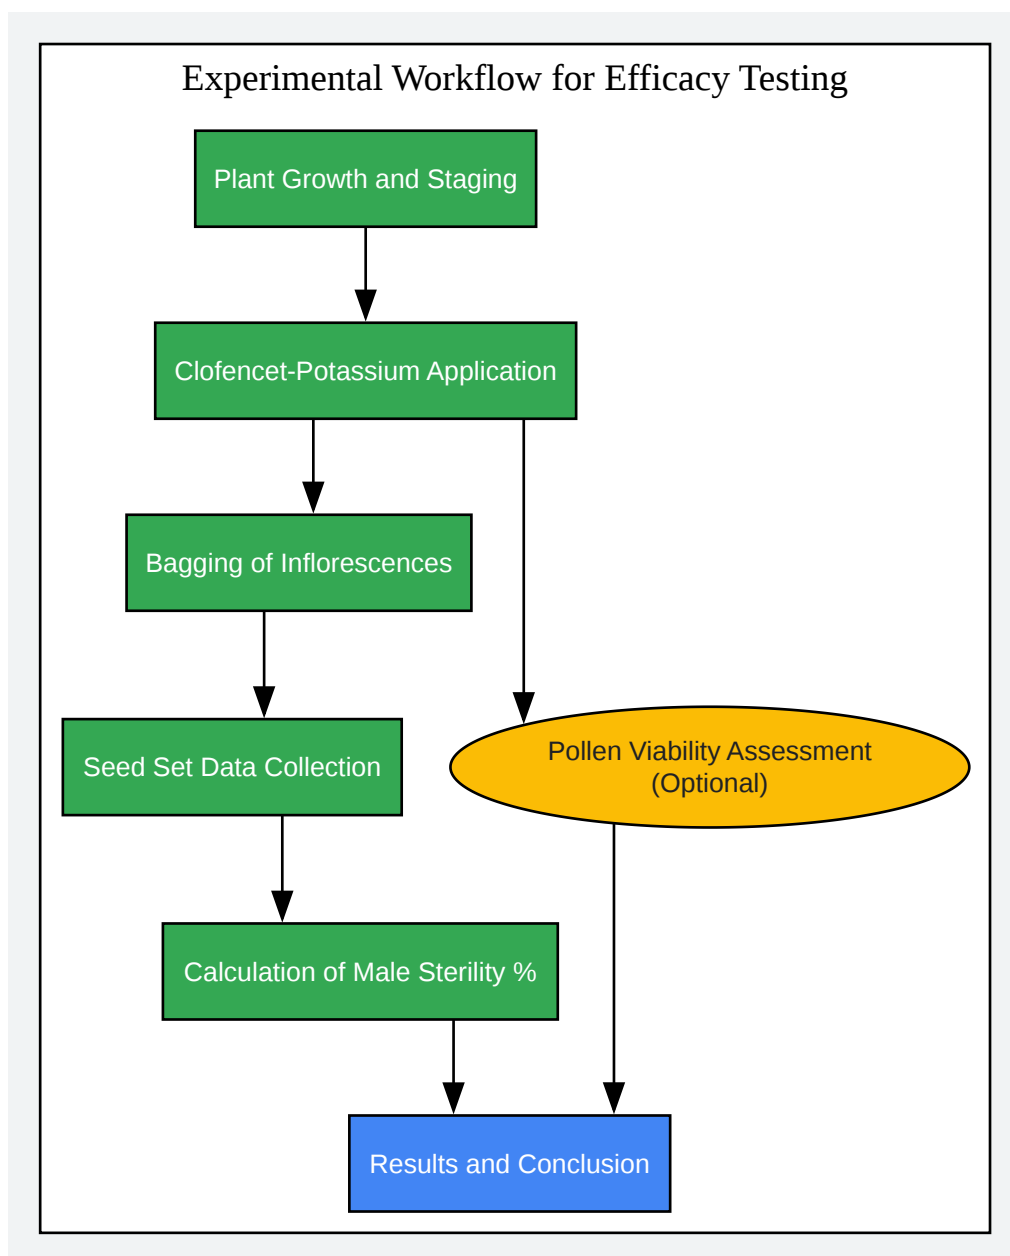 Experimental Workflow for Efficacy Testing
Plant Growth and Staging
Clofencet-Potassium Application
Bagging of Inflorescences
Seed Set Data Collection
Pollen Viability Assessment
(Optional)
Calculation of Male Sterility %
Results and Conclusion